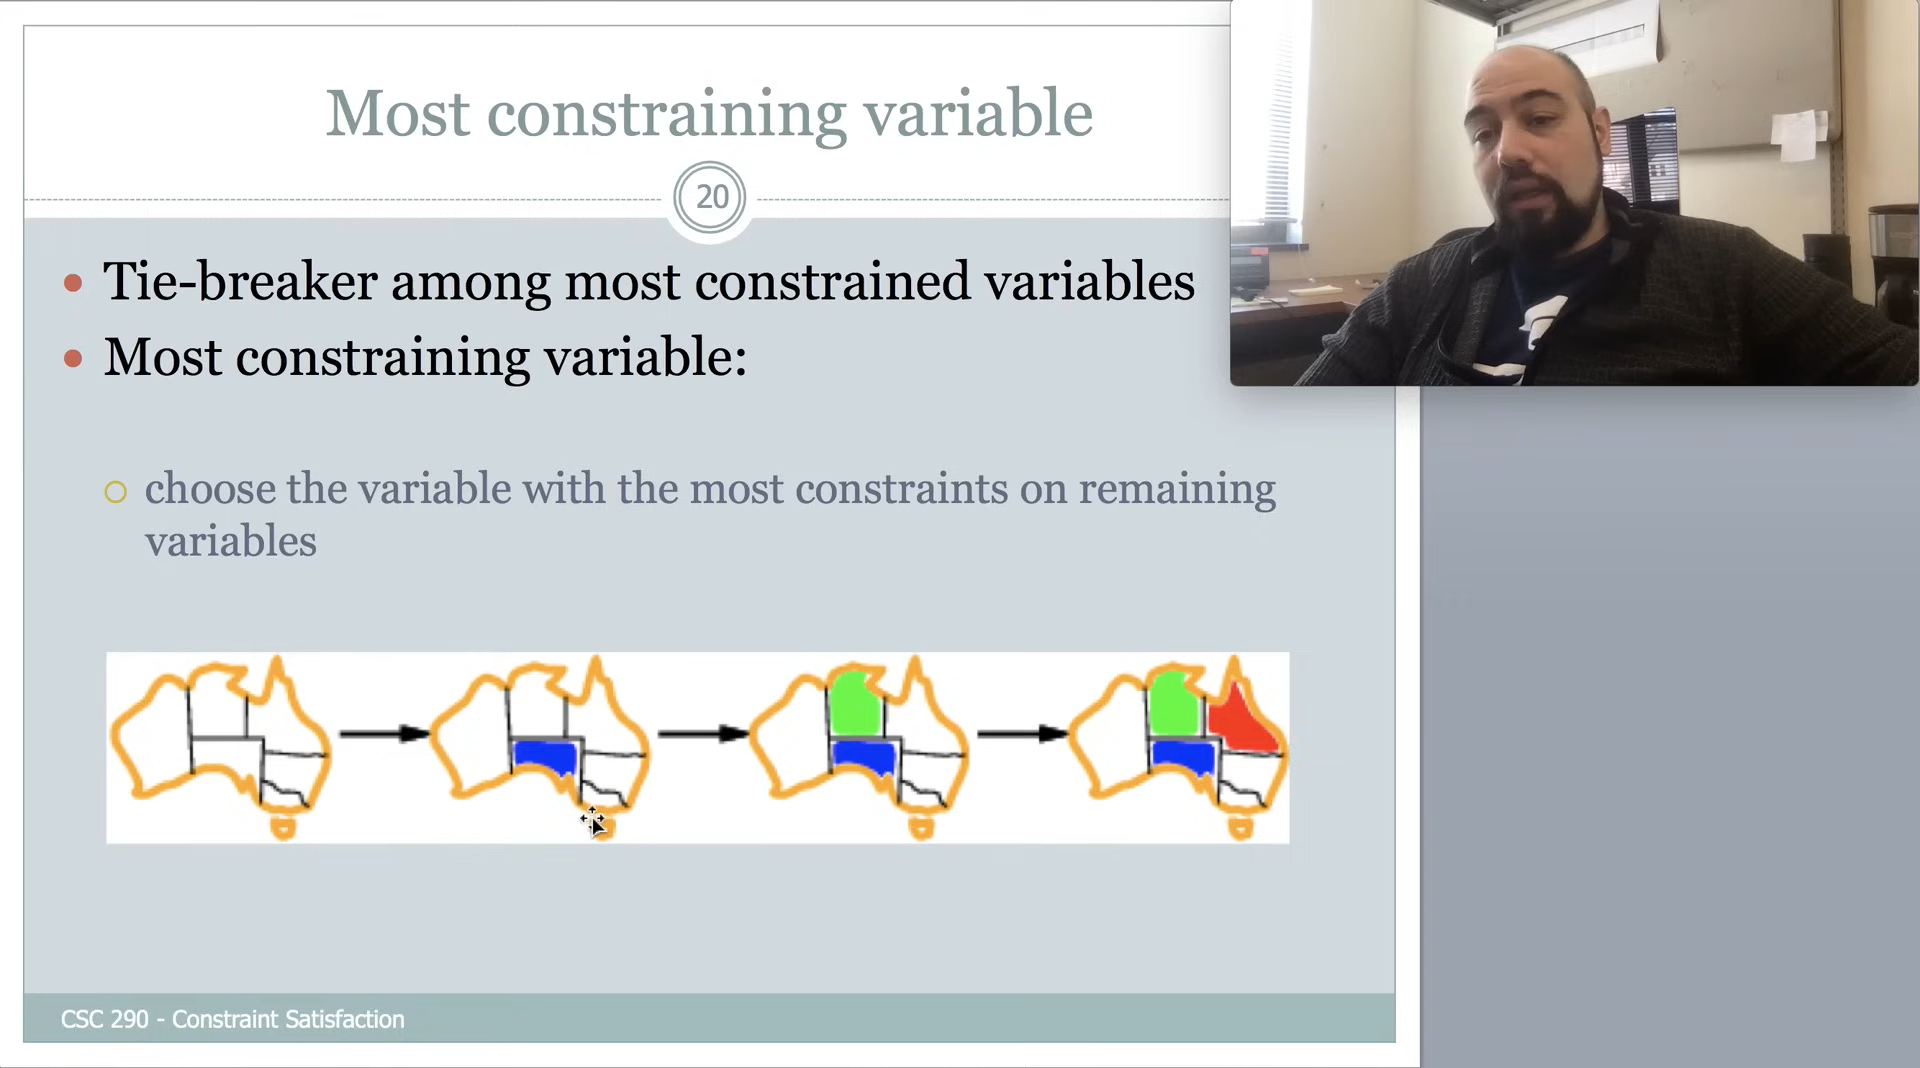 Most constraining variable
20
Tie-breaker among most constrained variables
Most constraining variable:
choose the variable with the most constraints on remaining
variables
CSC 290 - Constraint Satisfaction